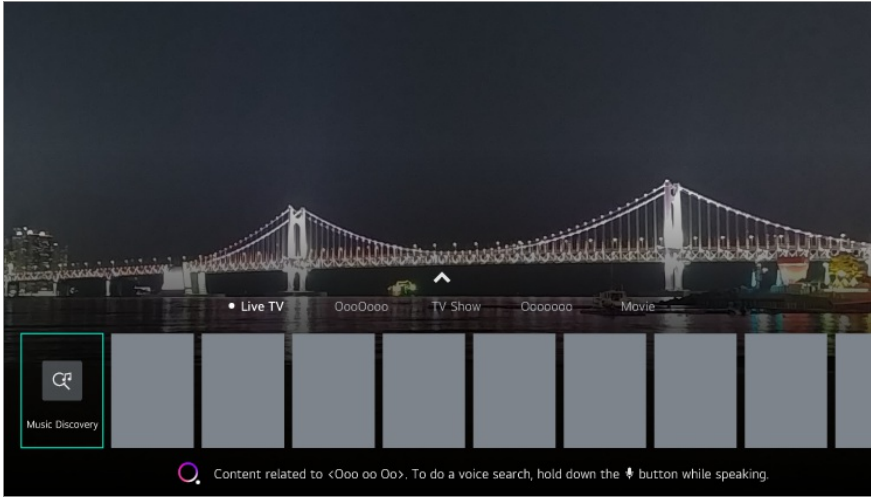 Live TV OooOooo TV Show Ooooooo Movie
Music Discovery
Content related to <Ooo oo Oo>. To do a voice search, hold down the button while speaking.